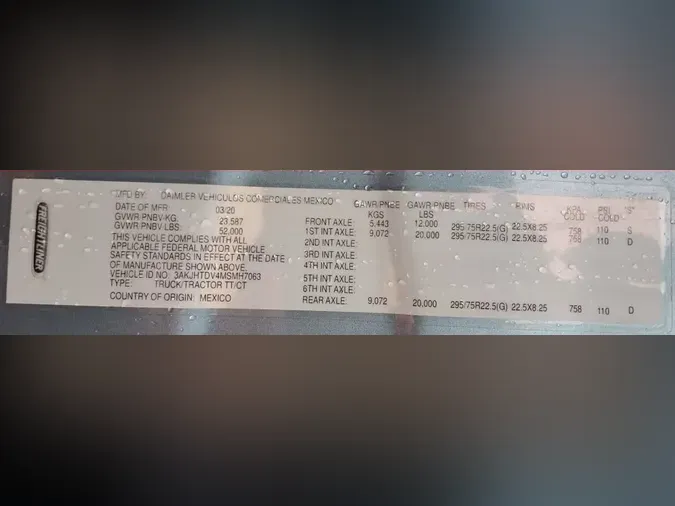 FREIGHTLINER
MFD BY: DAIMLER VEHICULOS COMERCIALES MEXICO
DATE OF MFR: 03/20
GVWR:PNBV-KG: 23,587
GVWR:PNBV-LBS: 52,000
THIS VEHICLE COMPLIES WITH ALL
APPLICABLE FEDERAL MOTOR VEHICLE
SAFETY STANDARDS IN EFFECT AT THE DATE
OF MANUFACTURE SHOWN ABOVE.
VEHICLE ID NO: 3AKJHTDV4MSMH7063
TYPE: TRUCK/TRACTOR TT/CT
COUNTRY OF ORIGIN: MEXICO
GAWR:PNBE GAWR:PNBE TIRES RIMS KPA PSI "S"
KGS LBS COLD COLD "D"
FRONT AXLE: 5,443 12,000 295/75R22.5(G) 22.5X8.25 758 110 S
1ST INT AXLE: 9,072 20,000 295/75R22.5(G) 22.5X8.25 758 110 D
2ND INT AXLE:
3RD INT AXLE:
4TH INT AXLE:
5TH INT AXLE:
6TH INT AXLE:
REAR AXLE: 9,072 20,000 295/75R22.5(G) 22.5X8.25 758 110 D